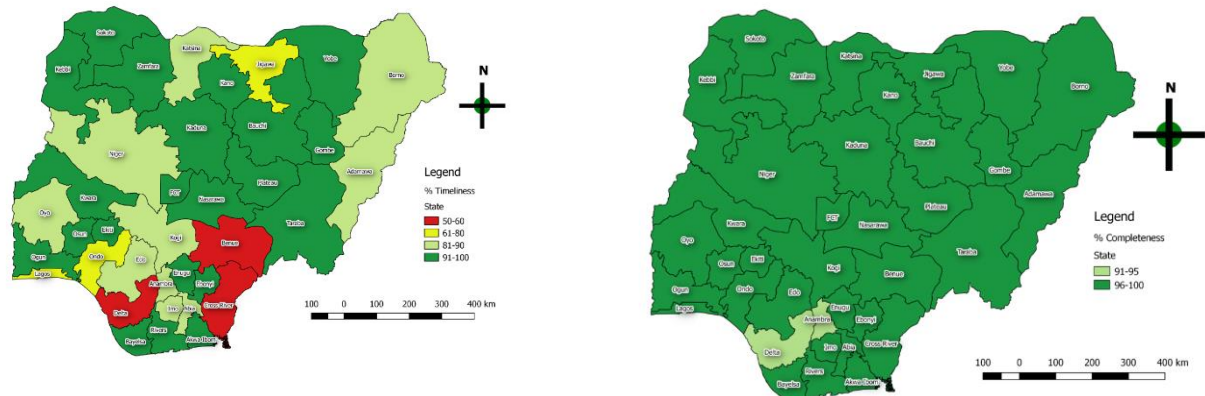 Sokoto
Katsina
Kebbi
Zamfara
Jigawa
Yobe
Kano
Borno
Kaduna
Bauchi
Niger
Gombe
Adamawa
Plateau
FCT
Nasarawa
Kwara
Oyo
Taraba
Osun
Ekiti
Kogi
Benue
Ogun
Ondo
Edo
Lagos
Enugu
Ebonyi
Anambra
Cross River
Delta
Imo
Abia
Rivers
Bayelsa
Akwa Ibom
N
Legend
% Timeliness
State
50-60
61-80
81-90
91-100
100 0 100 200 300 400 km
Sokoto
Katsina
Kebbi
Zamfara
Jigawa
Yobe
Kano
Borno
Kaduna
Bauchi
Niger
Gombe
Adamawa
Plateau
FCT
Nasarawa
Kwara
Oyo
Taraba
Osun
Ekiti
Kogi
Benue
Ogun
Ondo
Edo
Lagos
Enugu
Anambra
Ebonyi
Delta
Imo
Abia
Cross River
Rivers
Bayelsa
Akwa Ibom
N
Legend
% Completeness
State
91-95
96-100
100 0 100 200 300 400 km